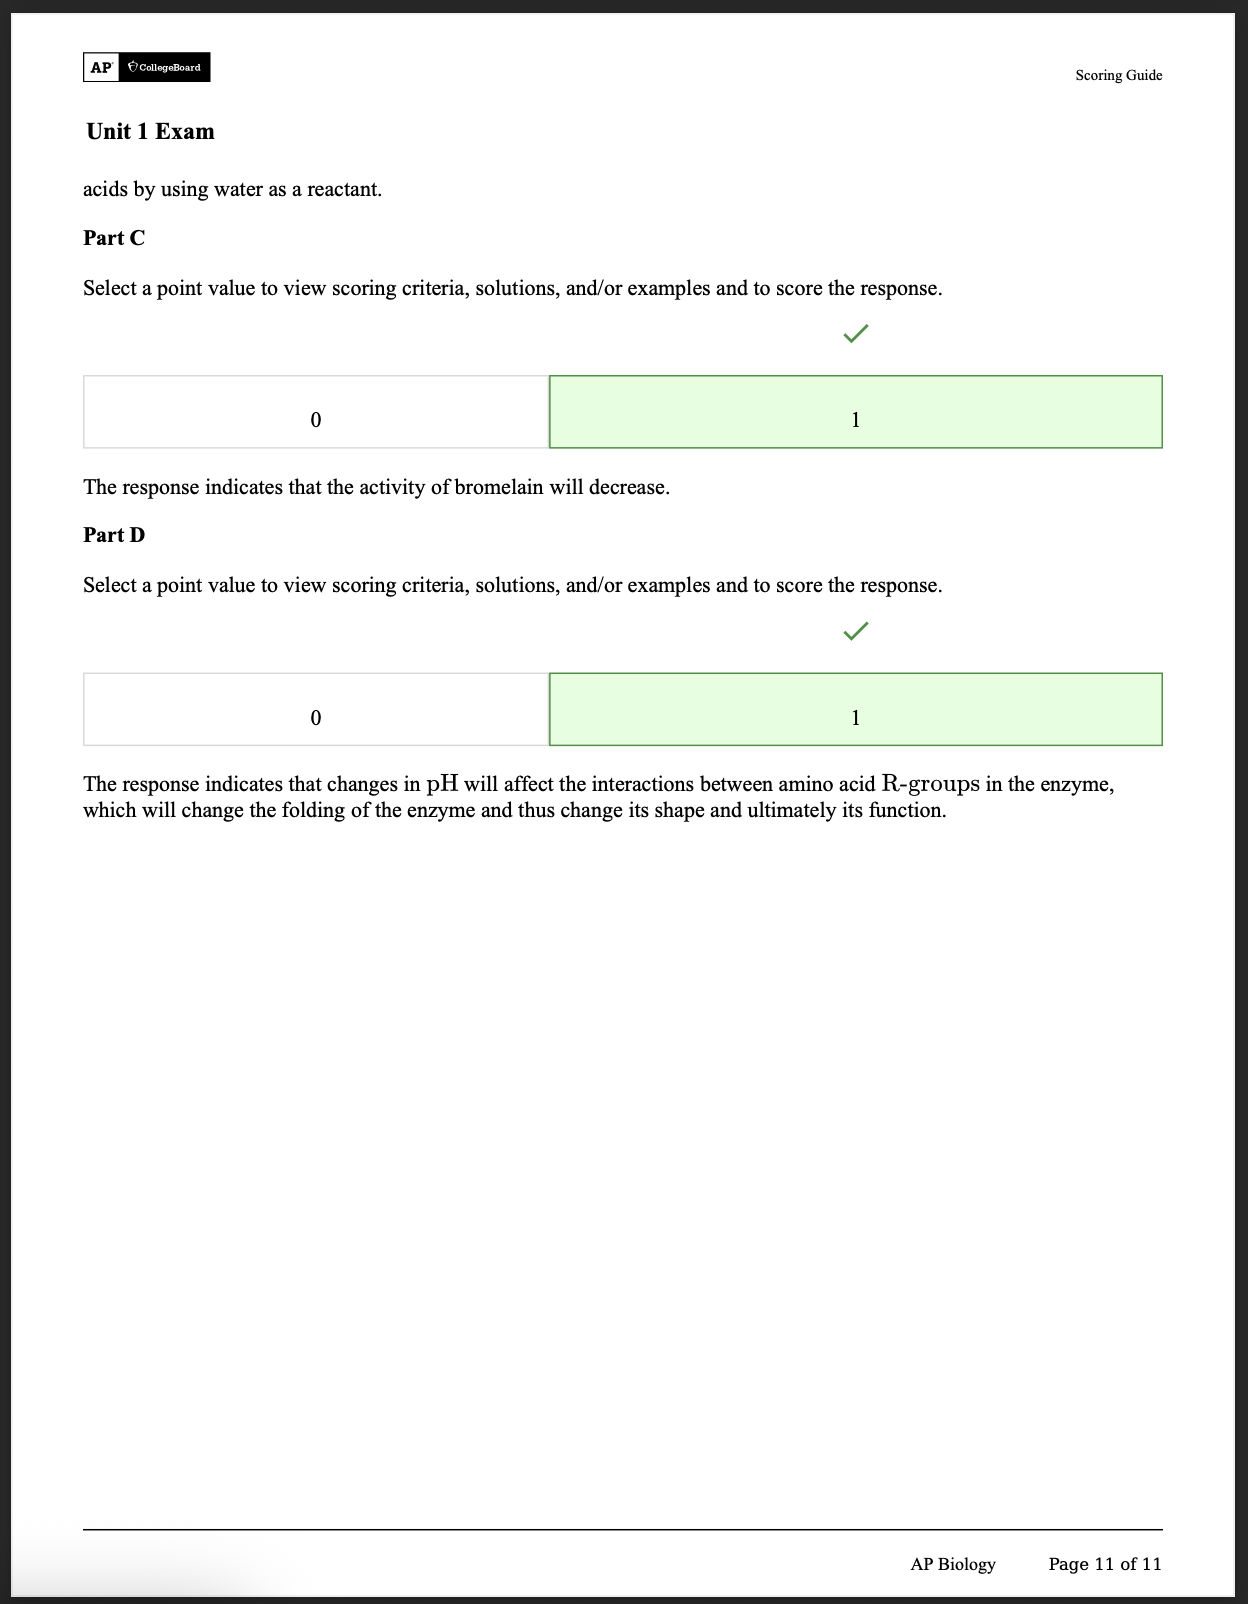 AP CollegeBoard
Scoring Guide
Unit 1 Exam
acids by using water as a reactant.
Part C
Select a point value to view scoring criteria, solutions, and/or examples and to score the response.
0
1
The response indicates that the activity of bromelain will decrease.
Part D
Select a point value to view scoring criteria, solutions, and/or examples and to score the response.
0
1
The response indicates that changes in pH will affect the interactions between amino acid R-groups in the enzyme,
which will change the folding of the enzyme and thus change its shape and ultimately its function.
AP Biology
Page 11 of 11